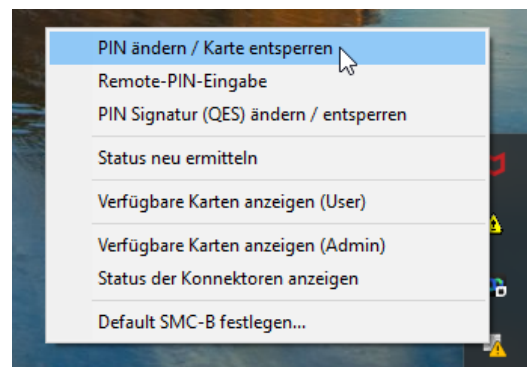 PIN ändern / Karte entsperren
Remote-PIN-Eingabe
PIN Signatur (QES) ändern / entsperren
Status neu ermitteln
Verfügbare Karten anzeigen (User)
Verfügbare Karten anzeigen (Admin)
Status der Konnektoren anzeigen
Default SMC-B festlegen...